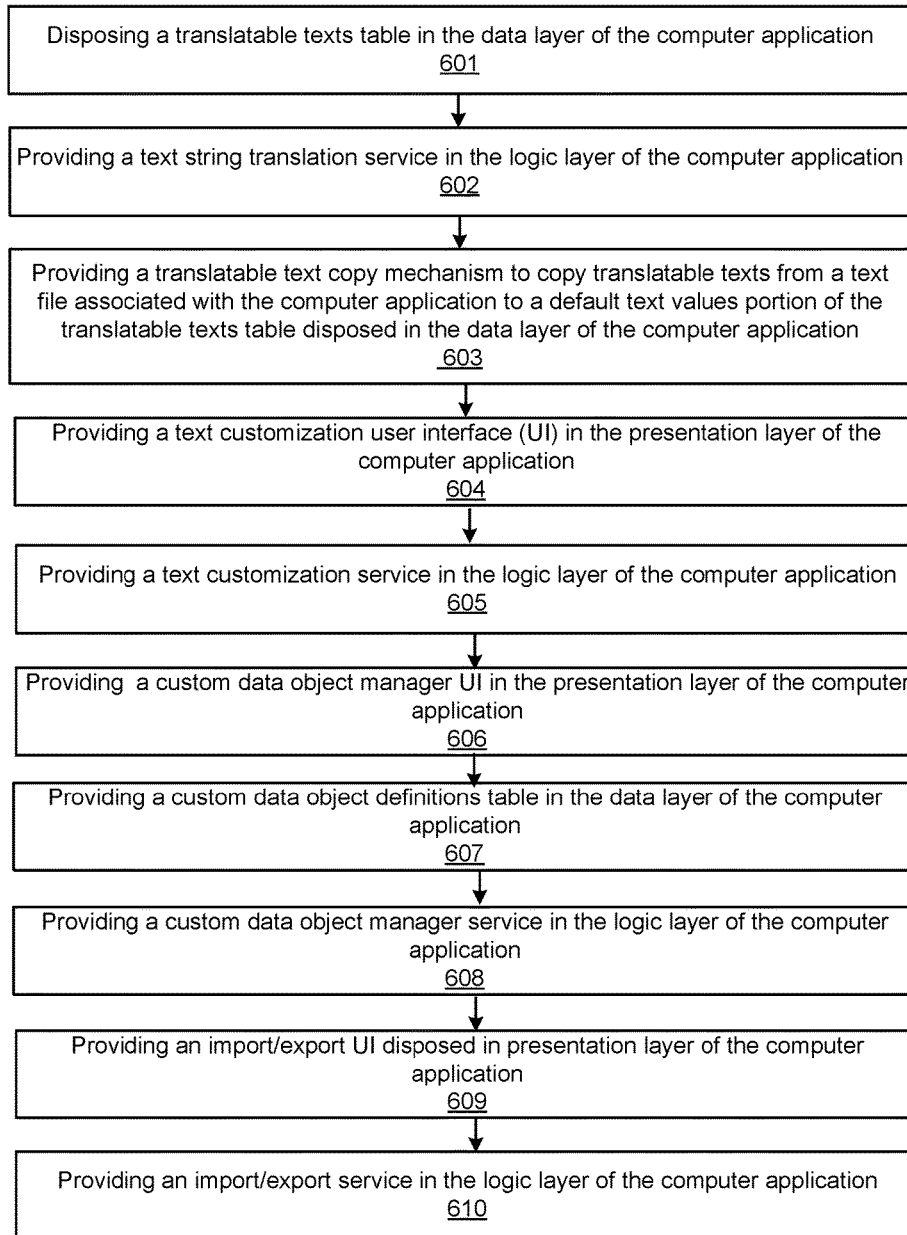 Disposing a translatable texts table in the data layer of the computer application
601
Providing a text string translation service in the logic layer of the computer application
602
Providing a translatable text copy mechanism to copy translatable texts from a text
file associated with the computer application to a default text values portion of the
translatable texts table disposed in the data layer of the computer application
603
Providing a text customization user interface (UI) in the presentation layer of the
computer application
604
Providing a text customization service in the logic layer of the computer application
605
Providing a custom data object manager UI in the presentation layer of the computer
application
606
Providing a custom data object definitions table in the data layer of the computer
application
607
Providing a custom data object manager service in the logic layer of the computer
application
608
Providing an import/export UI disposed in presentation layer of the computer
application
609
Providing an import/export service in the logic layer of the computer application
610